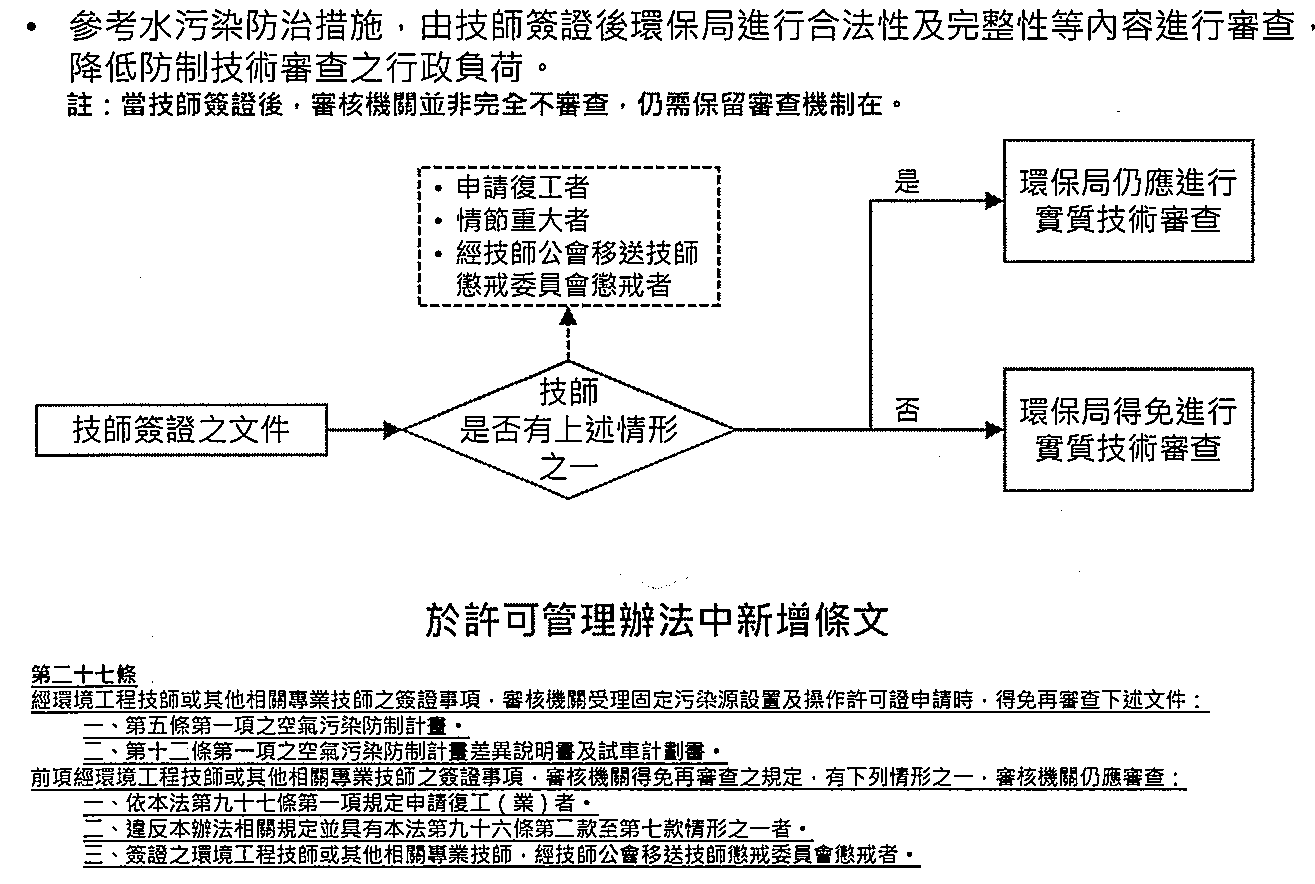 • 參考水污染防治措施，由技師簽證後環保局進行合法性及完整性等內容進行審查，
降低防制技術審查之行政負荷。
註：當技師簽證後，審核機關並非完全不審查，仍需保留審查機制在。
• 申請復工者
• 情節重大者
• 經技師公會移送技師
懲戒委員會懲戒者
技師簽證之文件
技師
是否有上述情形
之一
是
環保局仍應進行
實質技術審查
否
環保局得免進行
實質技術審查
於許可管理辦法中新增條文
第二十七條
經環境工程技師或其他相關專業技師之簽證事項，審核機關受理固定污染源設置及操作許可證申請時，得免再審查下述文件：
一、第五條第一項之空氣污染防制計畫。
二、第十二條第一項之空氣污染防制計畫差異說明書及試車計劃書。
前項經環境工程技師或其他相關專業技師之簽證事項，審核機關得免再審查之規定，有下列情形之一，審核機關仍應審查：
一、依本法第九十七條第一項規定申請復工（業）者。
二、違反本辦法相關規定並具有本法第九十六條第二款至第七款情形之一者。
三、簽證之環境工程技師或其他相關專業技師，經技師公會移送技師懲戒委員會懲戒者。